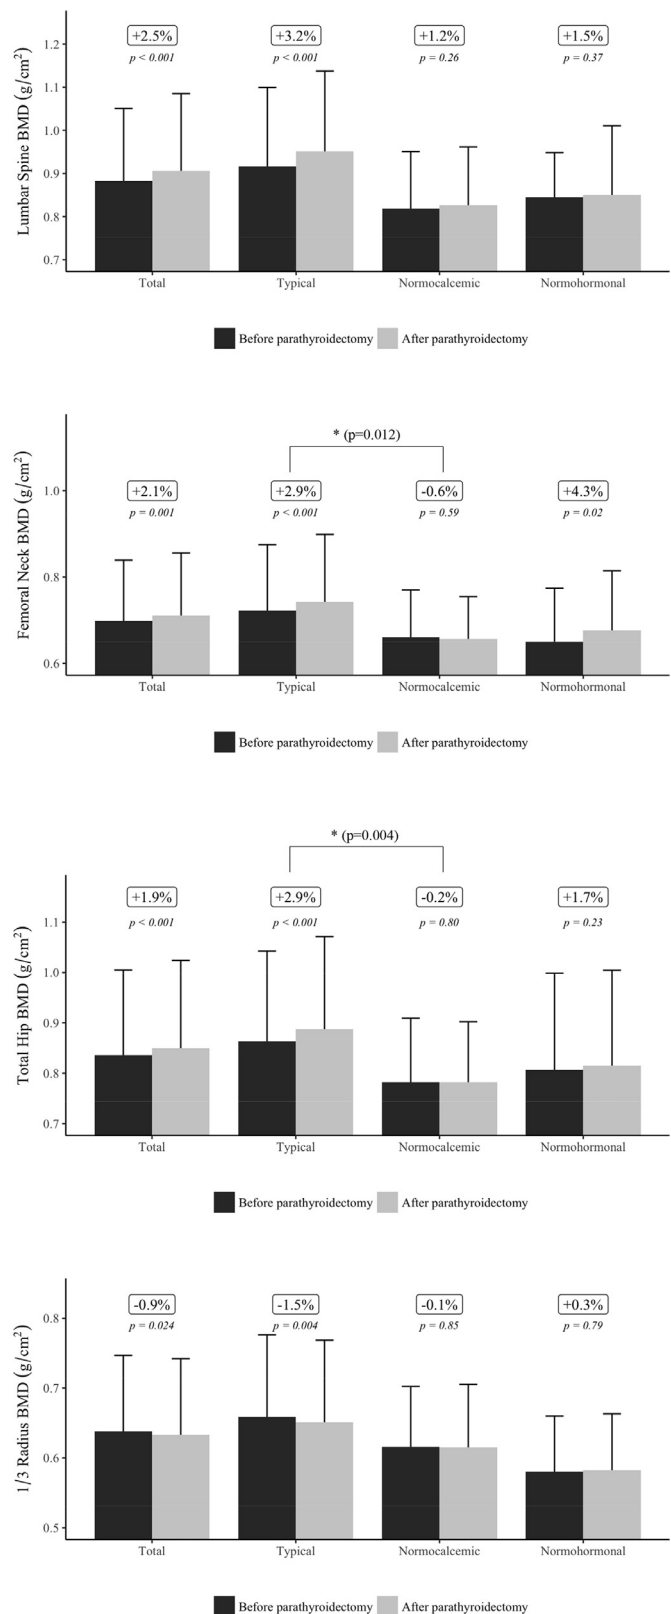 Lumbar Spine BMD (g/cm²)
+2.5% +3.2% +1.2% +1.5%
p < 0.001 p < 0.001 p = 0.26 p = 0.37
1.2
1.1
1.0
0.9
0.8
0.7
Total Typical Normocalcemic Normohormonal
Before parathyroidectomy After parathyroidectomy
Femoral Neck BMD (g/cm²)
* (p=0.012)
+2.1% +2.9% -0.6% +4.3%
p = 0.001 p < 0.001 p = 0.59 p = 0.02
1.0
0.8
0.6
Total Typical Normocalcemic Normohormonal
Before parathyroidectomy After parathyroidectomy
Total Hip BMD (g/cm²)
* (p=0.004)
+1.9% +2.9% -0.2% +1.7%
p < 0.001 p < 0.001 p = 0.80 p = 0.23
1.1
1.0
0.9
0.8
0.7
Total Typical Normocalcemic Normohormonal
Before parathyroidectomy After parathyroidectomy
1/3 Radius BMD (g/cm²)
-0.9% -1.5% -0.1% +0.3%
p = 0.024 p = 0.004 p = 0.85 p = 0.79
0.8
0.7
0.6
0.5
Total Typical Normocalcemic Normohormonal
Before parathyroidectomy After parathyroidectomy